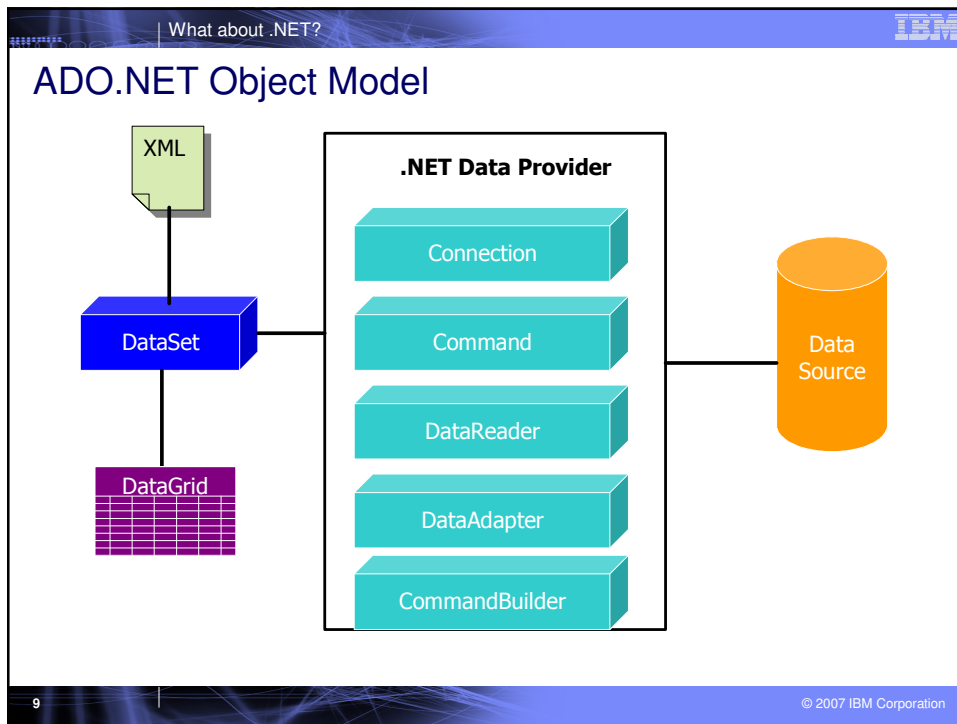 What about .NET?
IBM
ADO.NET Object Model
XML
.NET Data Provider
Connection
DataSet
Command
Data
Source
DataReader
DataGrid
DataAdapter
CommandBuilder
9
© 2007 IBM Corporation